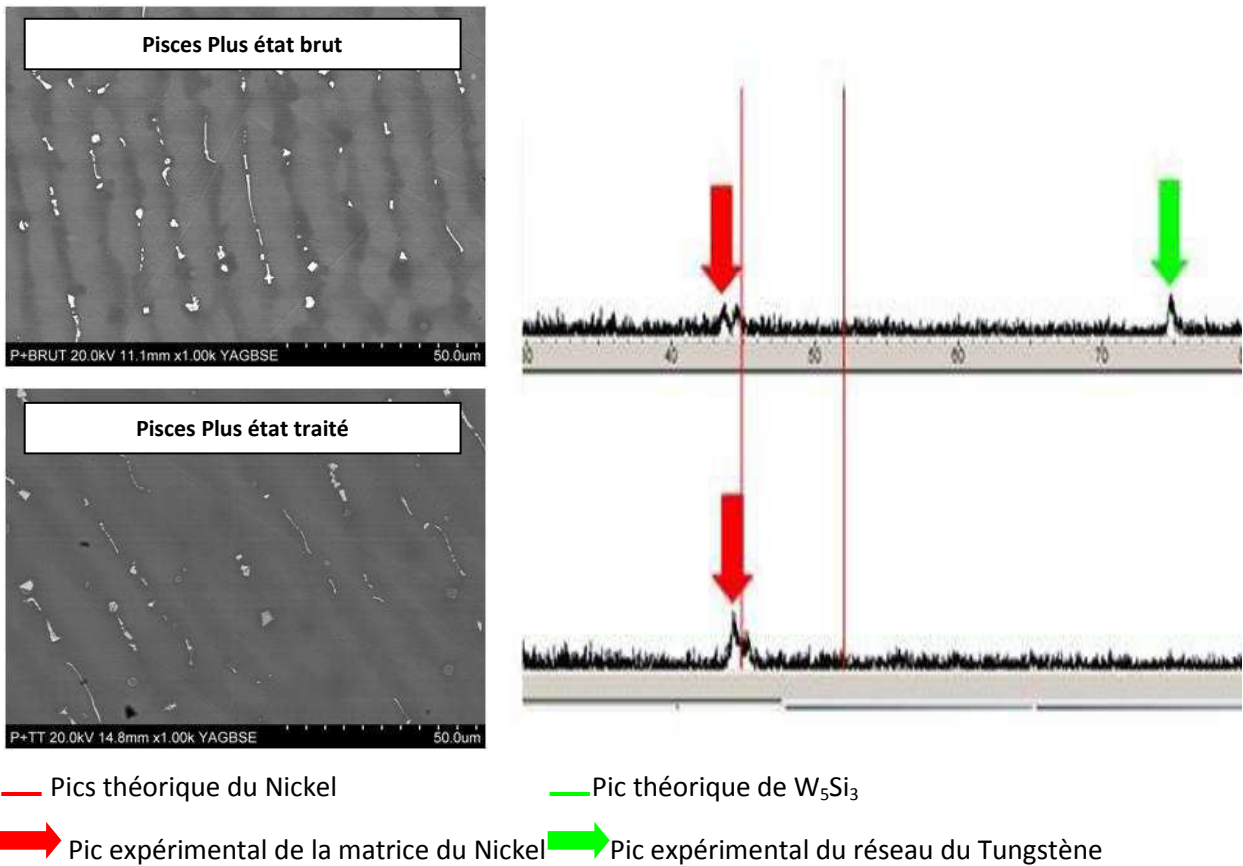 Pisces Plus état brut
P+BRUT 20.0kV 11.1mm x1.00k YAGBSE 50.0um
40 50 60 70
Pisces Plus état traité
P+TT 20.0kV 14.8mm x1.00k YAGBSE 50.0um
Pics théorique du Nickel
Pic théorique de W₅Si₃
Pic expérimental de la matrice du Nickel
Pic expérimental du réseau du Tungstène